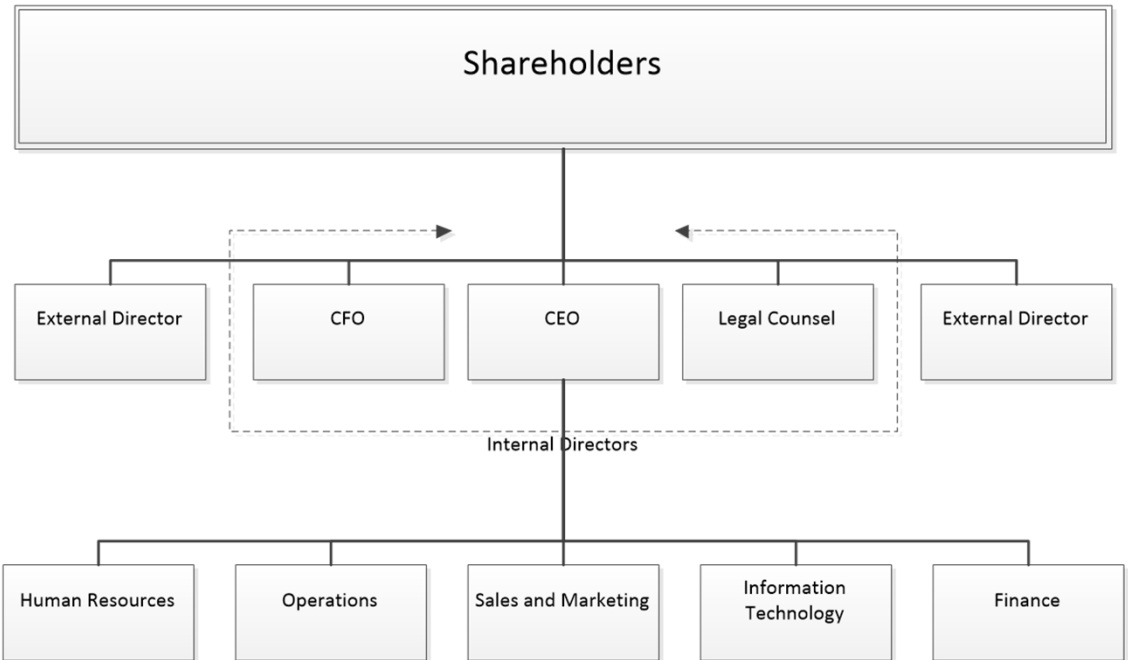 Shareholders
External Director
CFO
CEO
Legal Counsel
External Director
Internal Directors
Human Resources
Operations
Sales and Marketing
Information
Technology
Finance